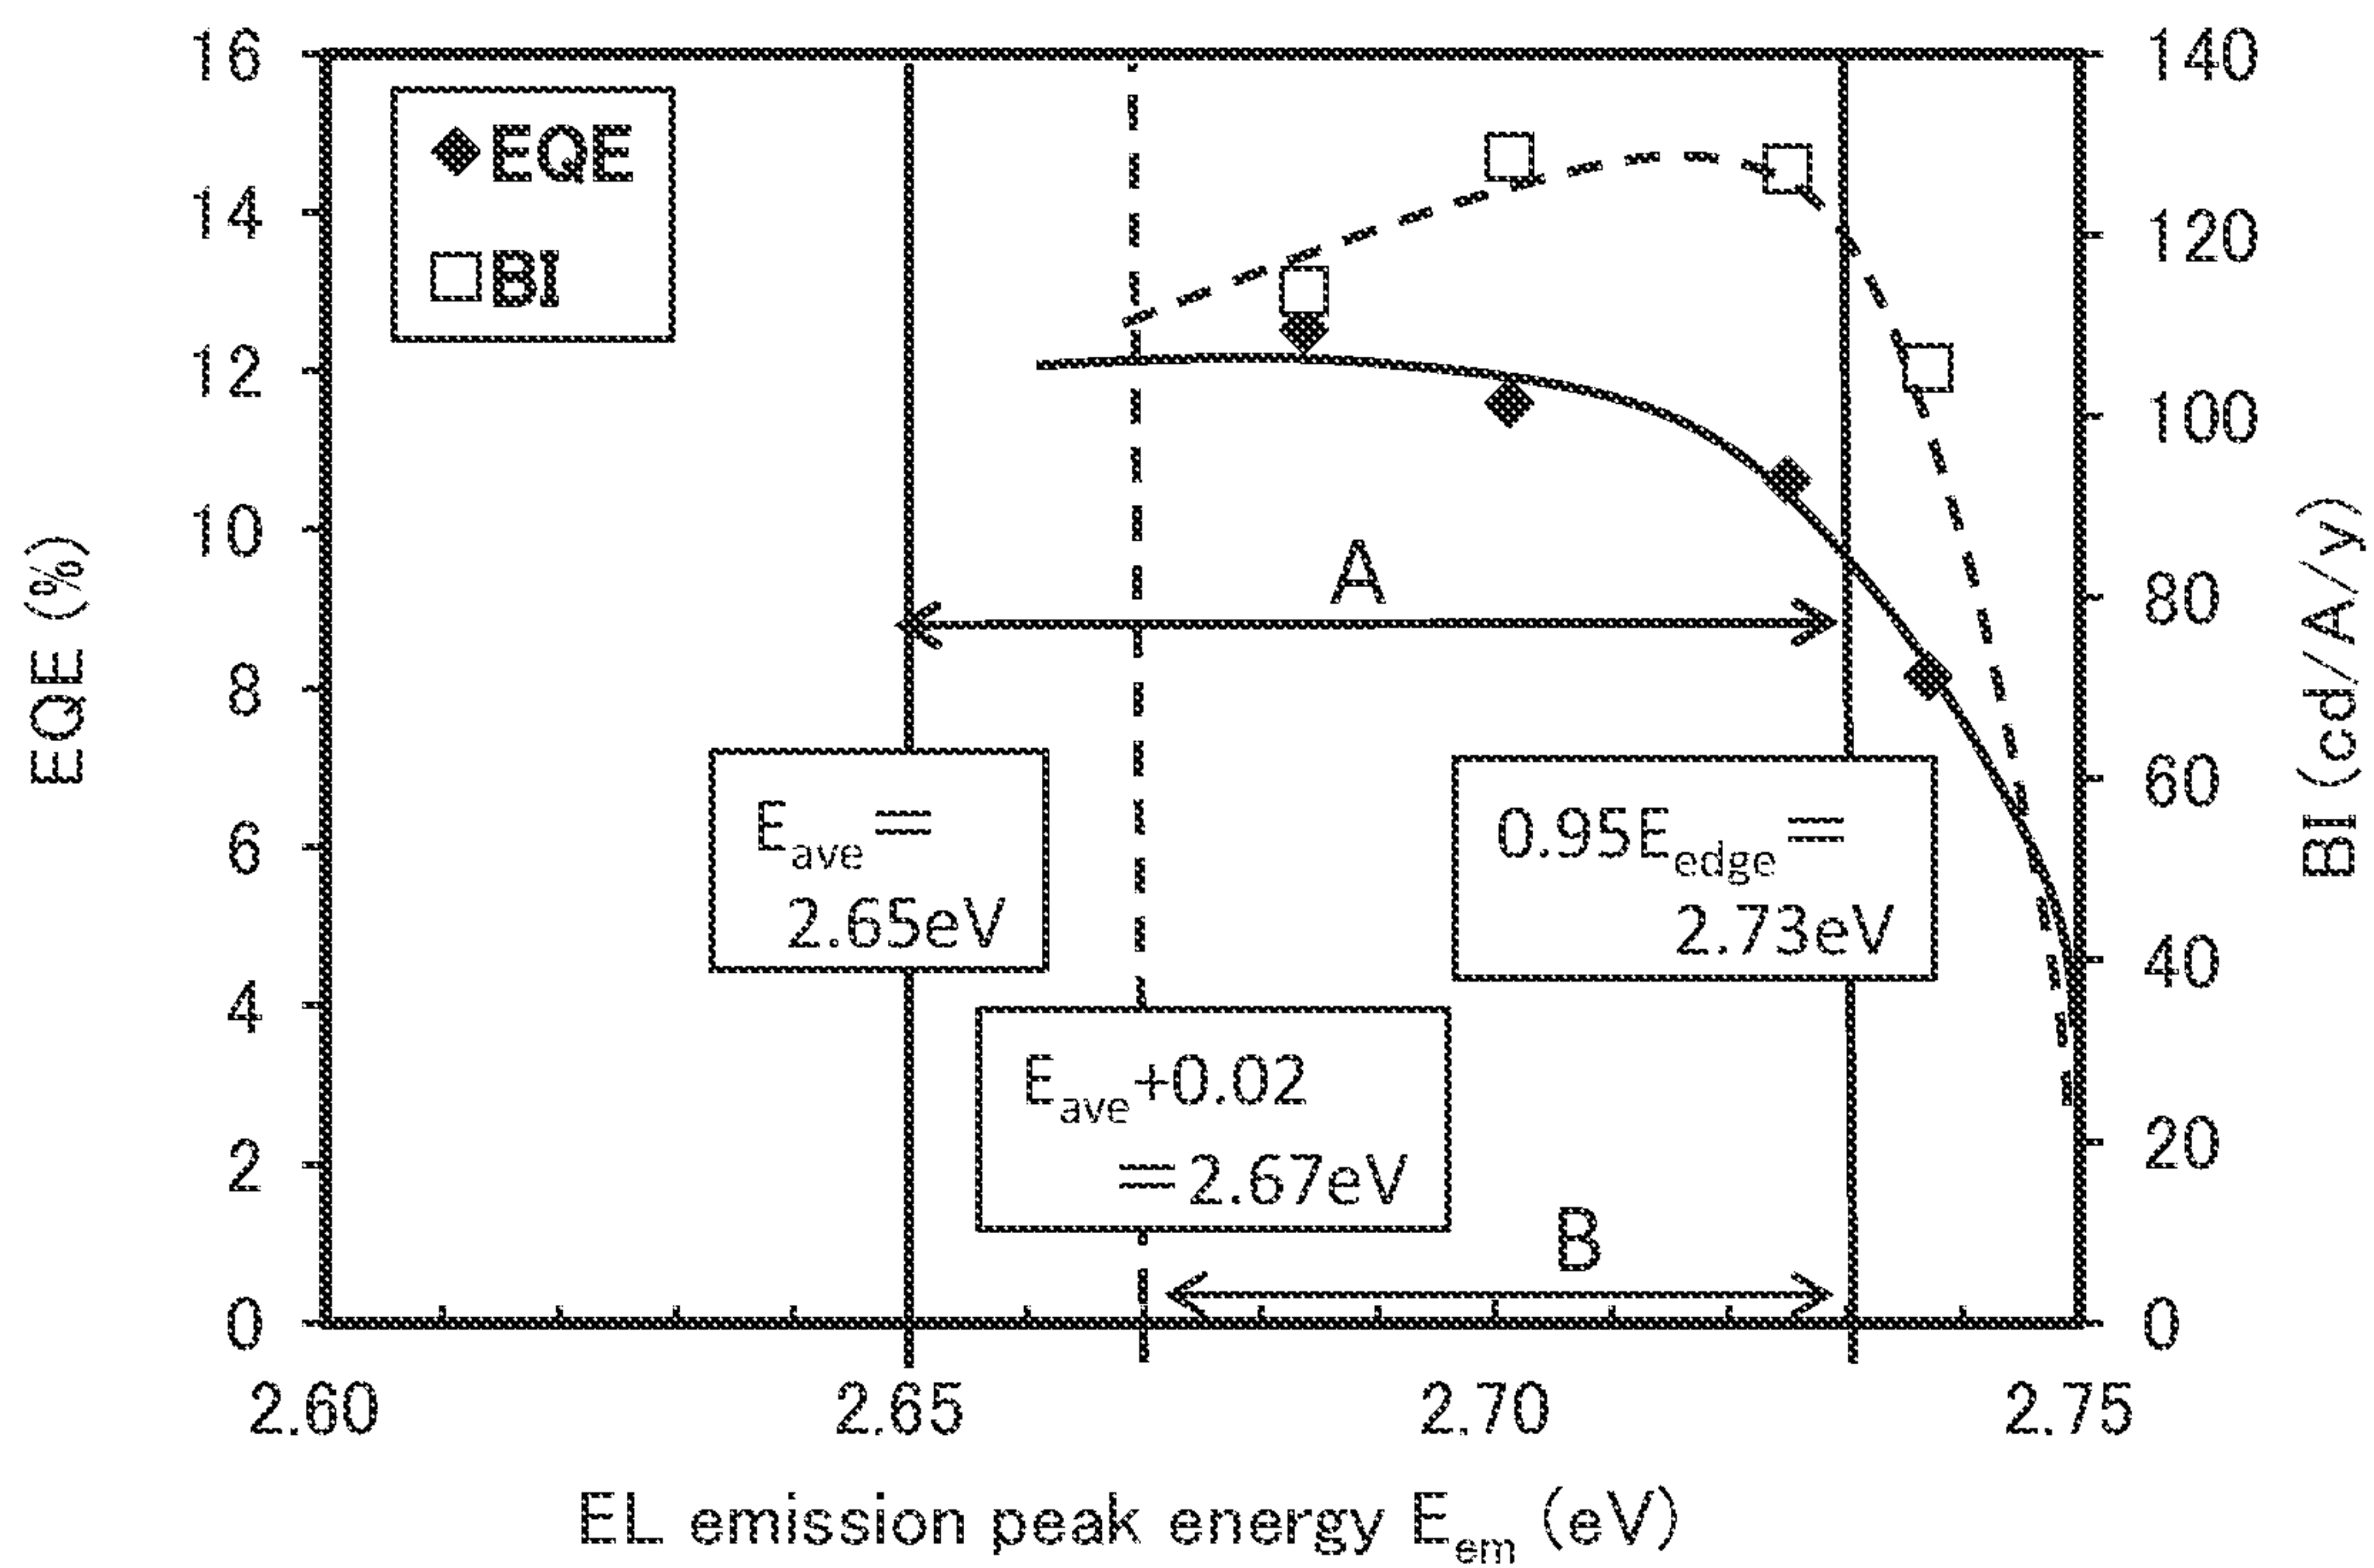 16
14
12
10
8
6
4
2
0
EQE (%)
EQE
BI
140
120
100
80
60
40
20
0
BI (cd/A/y)
A
Eave=
2.65eV
0.95Eedge=
2.73eV
Eave+0.02
=2.67eV
B
2.60 2.65 2.70 2.75
EL emission peak energy Eem (eV)